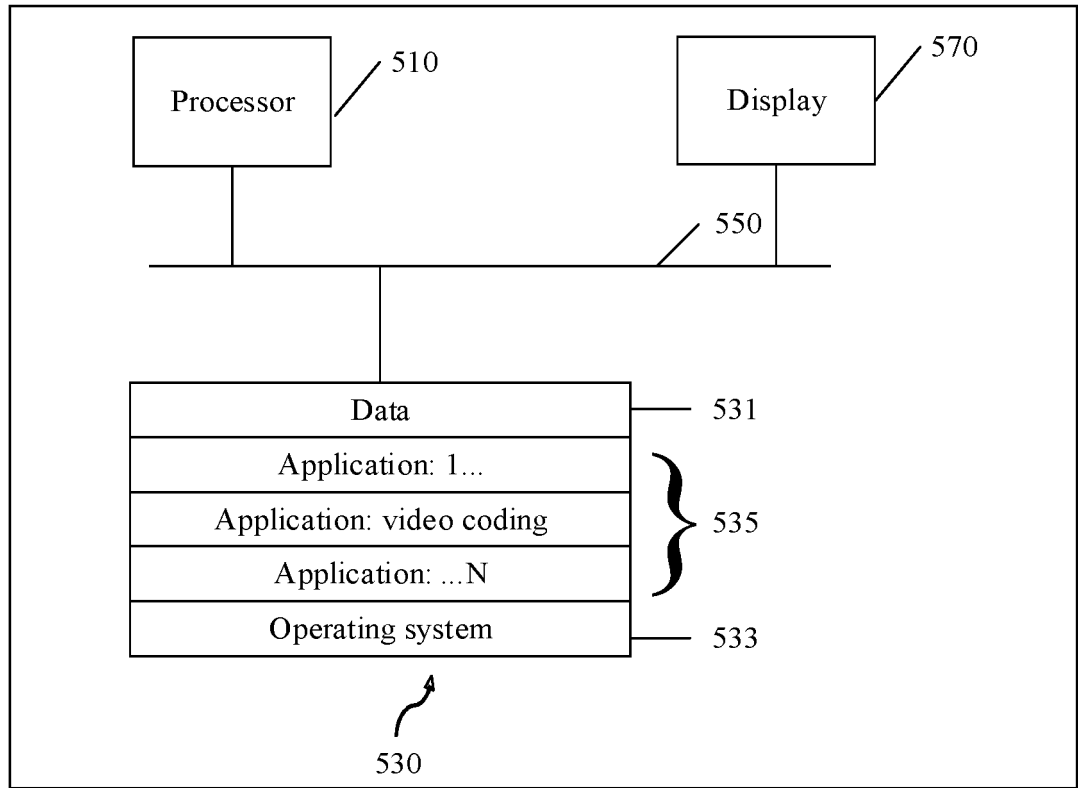 Processor
510
Display
570
550
Data
531
Application: 1...
Application: video coding
535
Application: ...N
Operating system
533
530